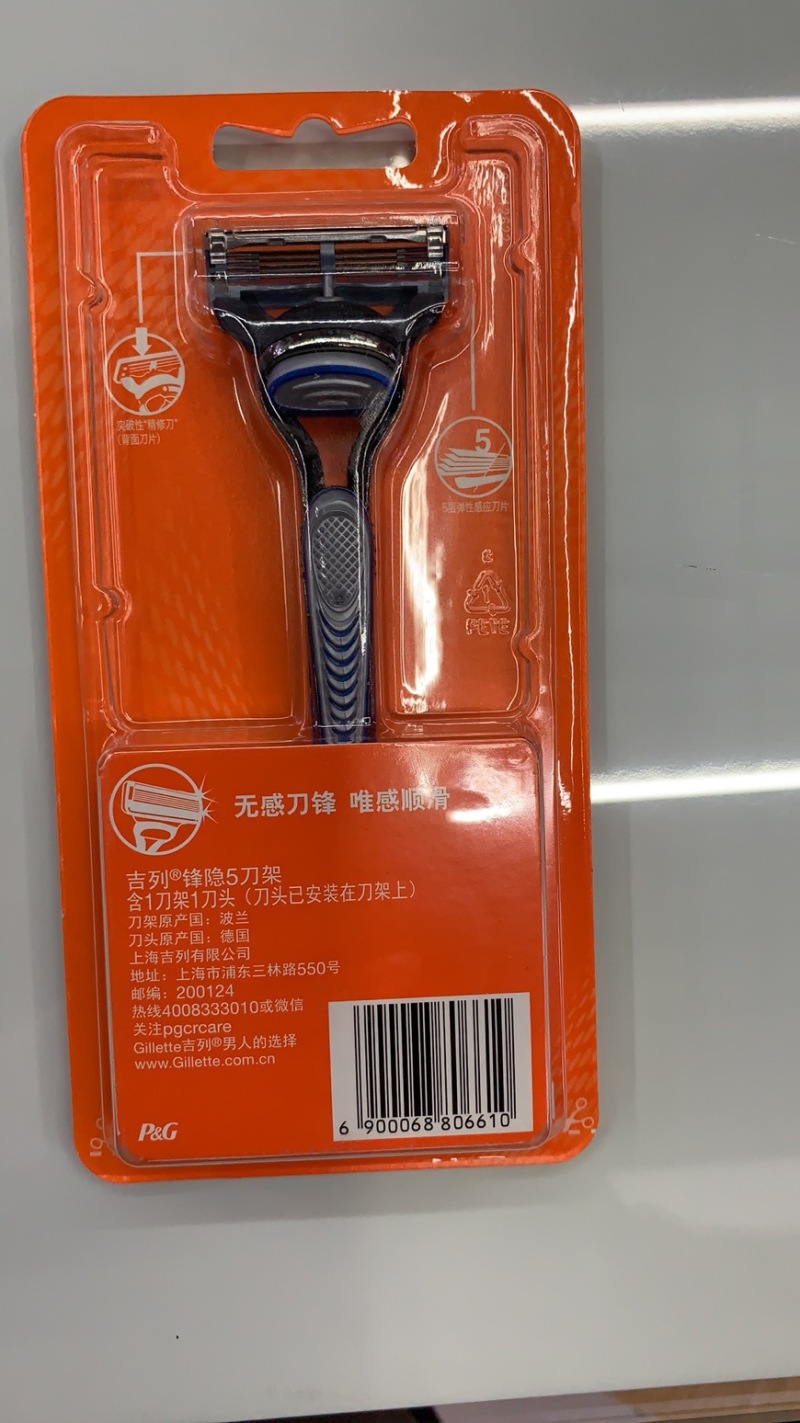 突破性“精修刀”
（背面刀片）
5
5层弹性感应刀片
1
PETE
无感刀锋 唯感顺滑
吉列®锋隐5刀架
含1刀架1刀头（刀头已安装在刀架上）
刀架原产国：波兰
刀头原产国：德国
上海吉列有限公司
地址：上海市浦东三林路550号
邮编：200124
热线4008333010或微信
关注pgcrcare
Gillette吉列®男人的选择
www.Gillette.com.cn
P&G
6 900068 806610